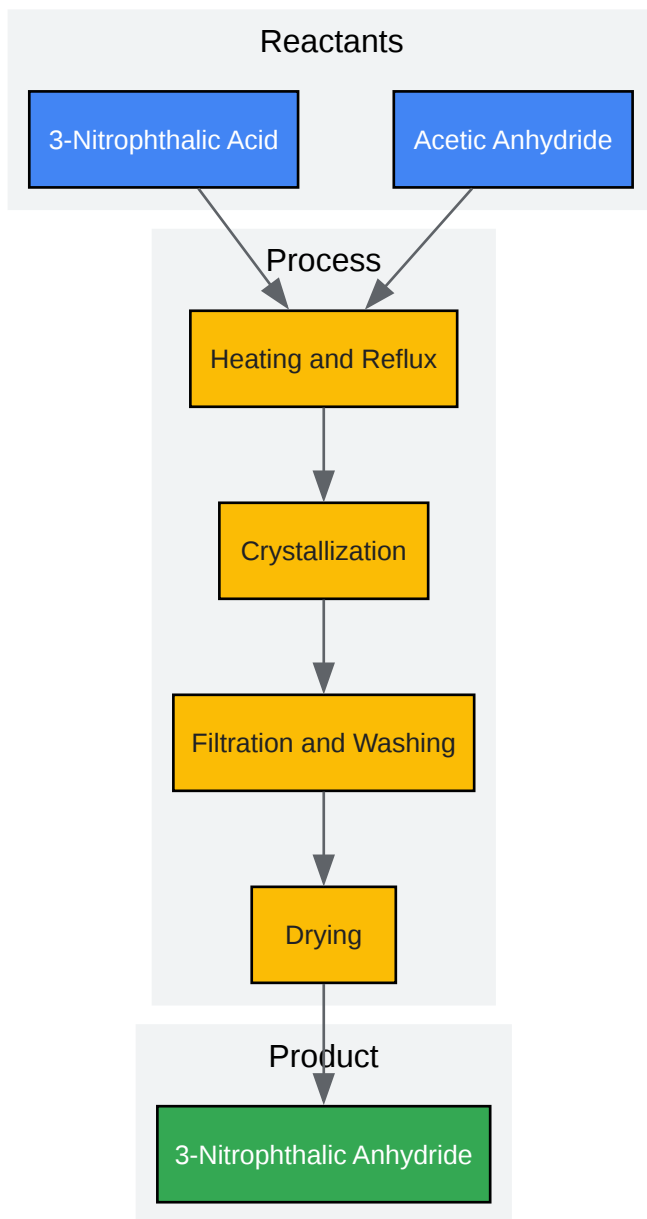 Reactants
3-Nitrophthalic Acid
Acetic Anhydride
Process
Heating and Reflux
Crystallization
Filtration and Washing
Drying
Product
3-Nitrophthalic Anhydride